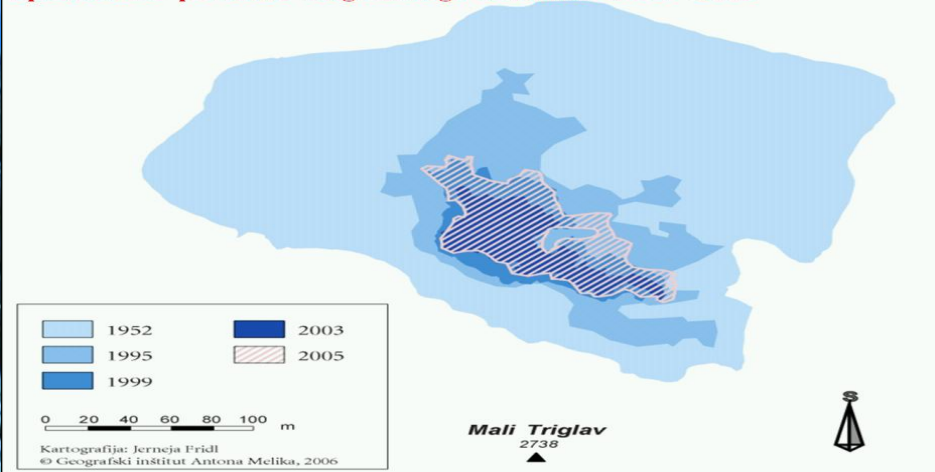 1952
1995
1999
2003
2005
0 20 40 60 80 100 m
Kartografija: Jerneja Fridl
© Geografski inštitut Antona Melika, 2006
Mali Triglav
2738
S